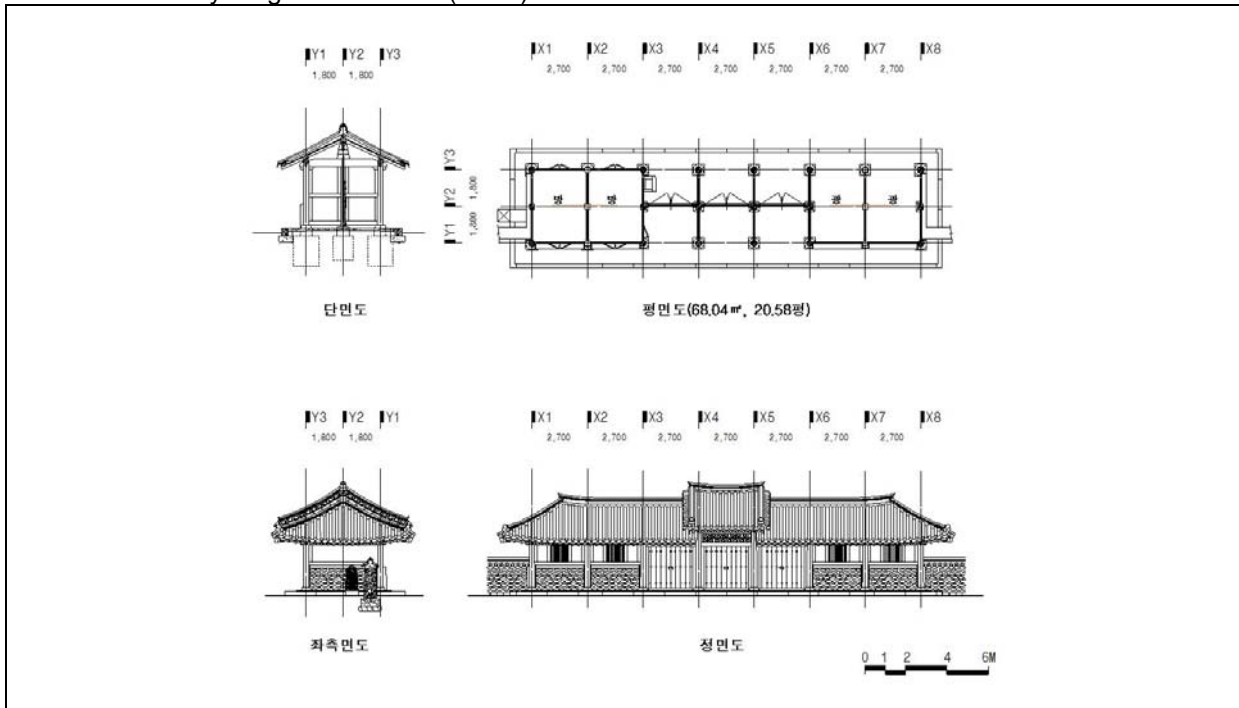 Y1 Y2 Y3
1,800 1,800
X1 X2 X3 X4 X5 X6 X7 X8
2,700 2,700 2,700 2,700 2,700 2,700 2,700
Y3
1,800
Y2
1,800
Y1
방 방 방 방
단면도
평면도(68.04㎡, 20.58평)
Y3 Y2 Y1
1,800 1,800
X1 X2 X3 X4 X5 X6 X7 X8
2,700 2,700 2,700 2,700 2,700 2,700 2,700
좌측면도
정면도
0 1 2 4 6M